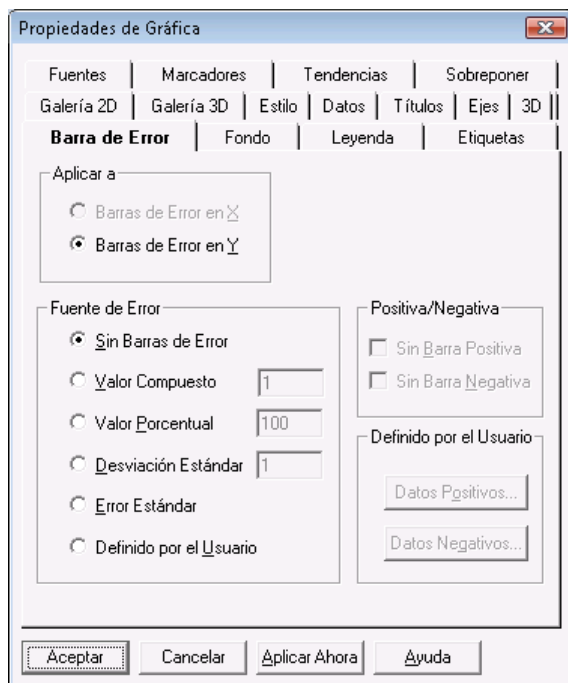 Propiedades de Gráfica
Fuentes Marcadores Tendencias Sobreponer
Galería 2D Galería 3D Estilo Datos Títulos Ejes 3D
Barra de Error Fondo Leyenda Etiquetas
Aplicar a
Barras de Error en X
Barras de Error en Y
Fuente de Error
Sin Barras de Error
Valor Compuesto 1
Valor Porcentual 100
Desviación Estándar 1
Error Estándar
Definido por el Usuario
Positiva/Negativa
Sin Barra Positiva
Sin Barra Negativa
Definido por el Usuario
Datos Positivos...
Datos Negativos...
Aceptar Cancelar Aplicar Ahora Ayuda